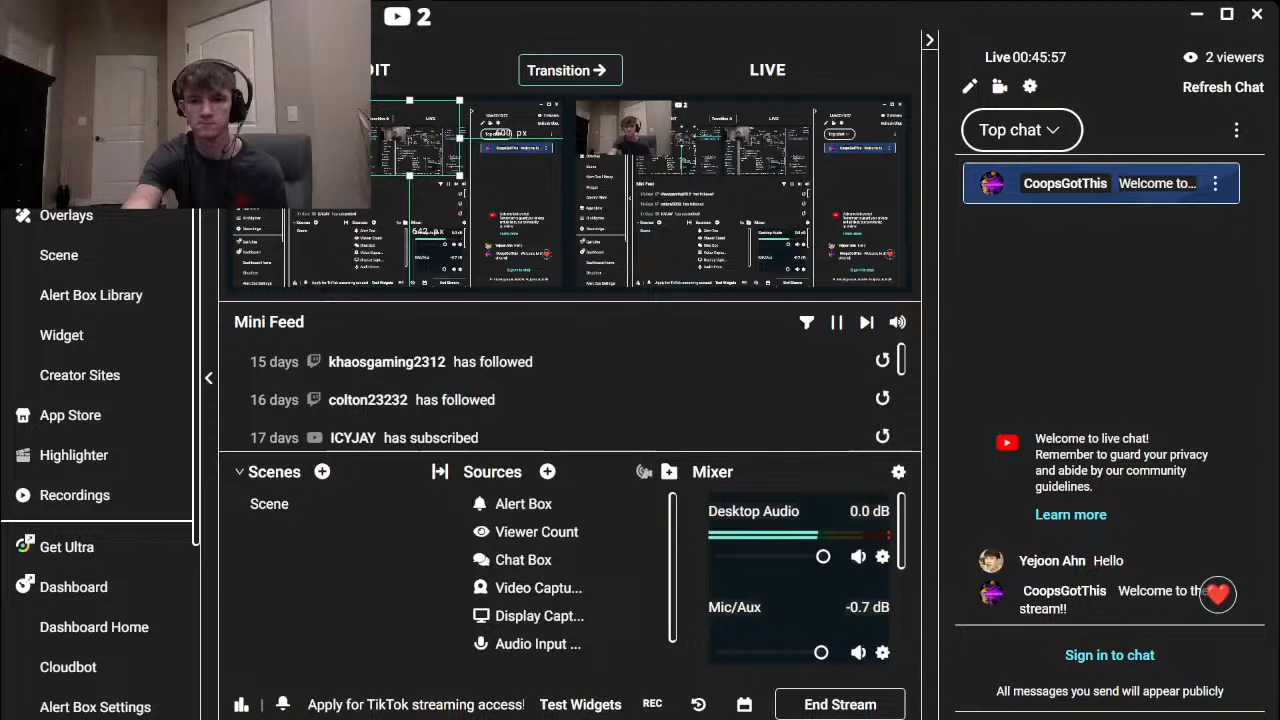 2
DIT
Transition
LIVE
Live 00:45:57
2 viewers
Refresh Chat
Top chat
CoopsGotThis Welcome to...
Overlays
Scene
Alert Box Library
Widget
Creator Sites
App Store
Highlighter
Recordings
Get Ultra
Dashboard
Dashboard Home
Cloudbot
Alert Box Settings
Mini Feed
15 days khaosgaming2312 has followed
16 days colton23232 has followed
17 days ICYJAY has subscribed
Scenes
Scene
Sources
Alert Box
Viewer Count
Chat Box
Video Captu...
Display Capt...
Audio Input ...
Mixer
Desktop Audio 0.0 dB
Mic/Aux -0.7 dB
Apply for TikTok streaming access!
Test Widgets
REC
End Stream
Welcome to live chat!
Remember to guard your privacy
and abide by our community
guidelines.
Learn more
Yejoon Ahn Hello
CoopsGotThis Welcome to the
stream!!
Sign in to chat
All messages you send will appear publicly